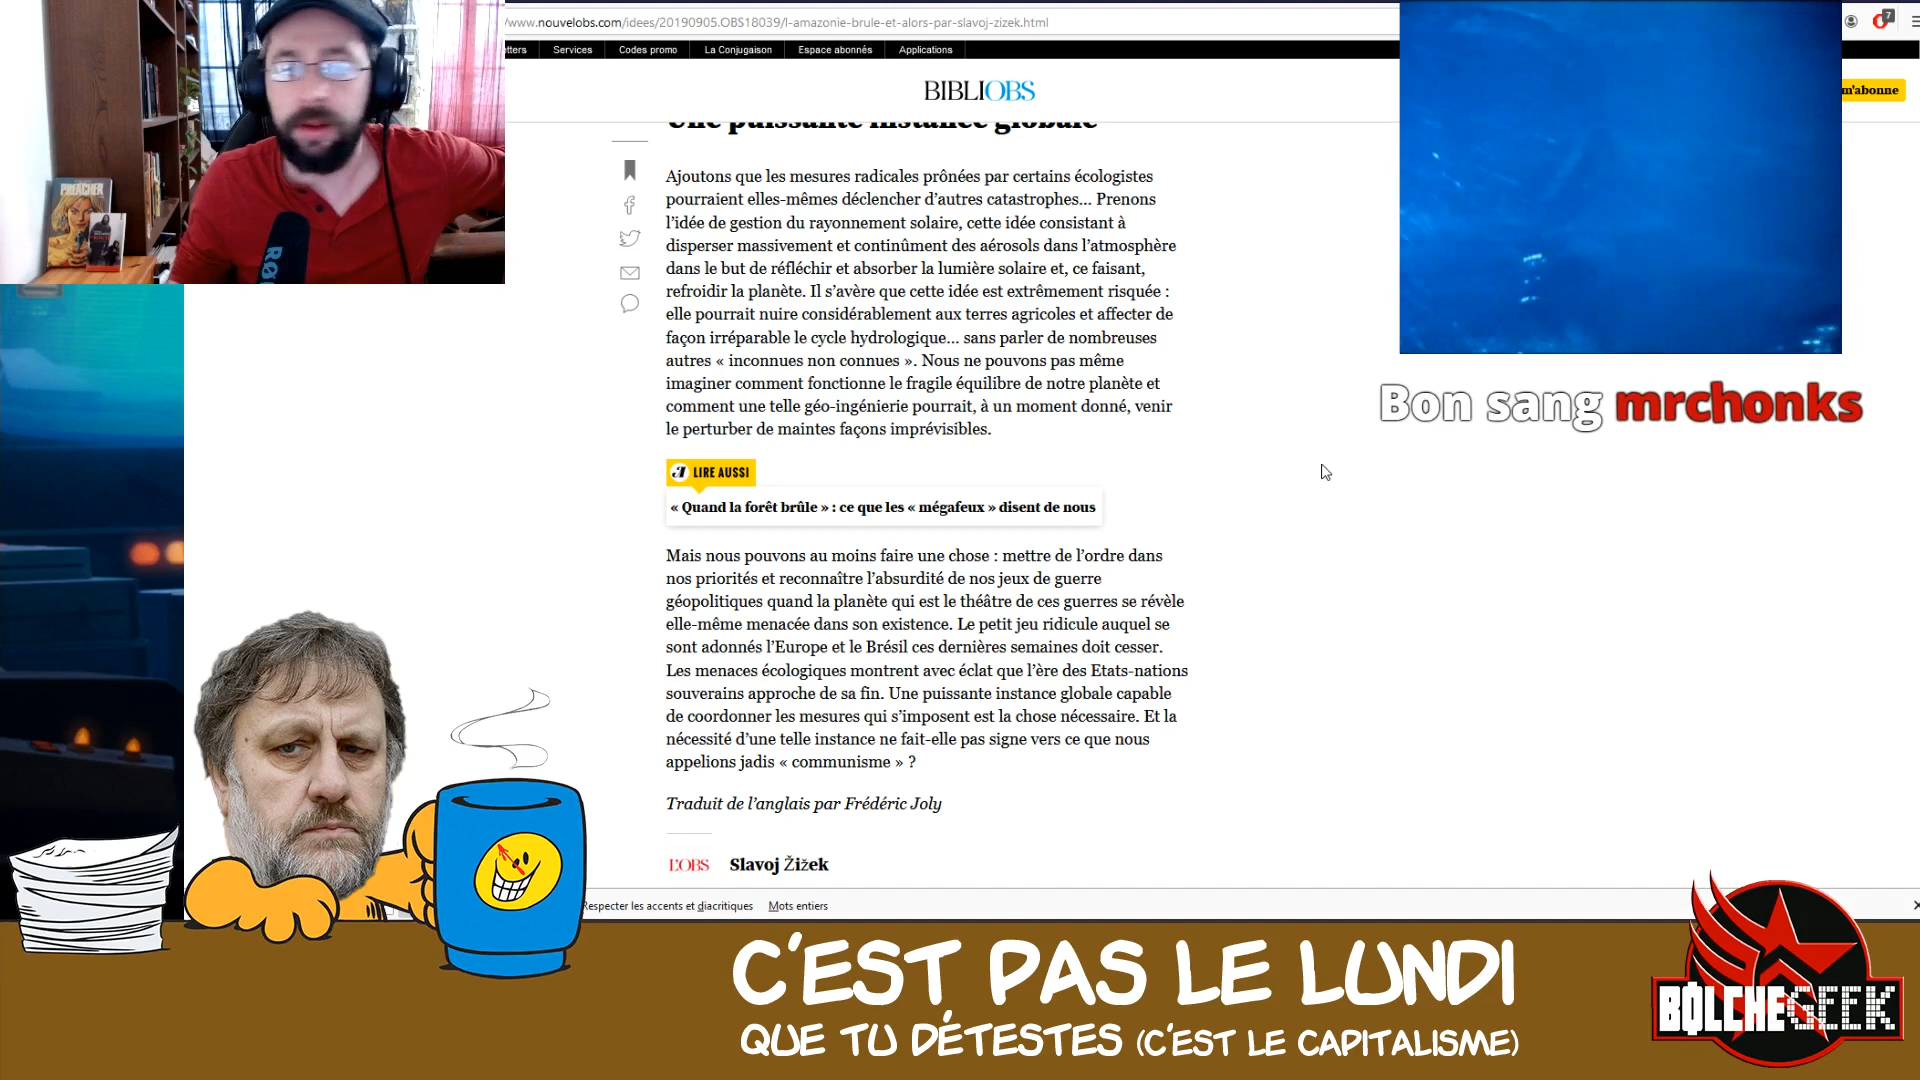 www.nouvelobs.com/idees/20190905.OBS18039/l-amazonie-brule-et-alors-par-slavoj-zizek.html
7
Services
Codes promo
La Conjugaison
Espace abonnés
Applications
BIBLIOBS
m'abonne
Une puissante instance globale
PREACHER
Ajoutons que les mesures radicales prônées par certains écologistes
pourraient elles-mêmes déclencher d’autres catastrophes... Prenons
l’idée de gestion du rayonnement solaire, cette idée consistant à
disperser massivement et continûment des aérosols dans l’atmosphère
dans le but de réfléchir et absorber la lumière solaire et, ce faisant,
refroidir la planète. Il s’avère que cette idée est extrêmement risquée :
elle pourrait nuire considérablement aux terres agricoles et affecter de
façon irréparable le cycle hydrologique... sans parler de nombreuses
autres « inconnues non connues ». Nous ne pouvons pas même
imaginer comment fonctionne le fragile équilibre de notre planète et
comment une telle géo-ingénierie pourrait, à un moment donné, venir
le perturber de maintes façons imprévisibles.
Bon sang mrchonks
LIRE AUSSI
« Quand la forêt brûle » : ce que les « mégafeux » disent de nous
Mais nous pouvons au moins faire une chose : mettre de l’ordre dans
nos priorités et reconnaître l’absurdité de nos jeux de guerre
géopolitiques quand la planète qui est le théâtre de ces guerres se révèle
elle-même menacée dans son existence. Le petit jeu ridicule auquel se
sont adonnés l’Europe et le Brésil ces dernières semaines doit cesser.
Les menaces écologiques montrent avec éclat que l’ère des Etats-nations
souverains approche de sa fin. Une puissante instance globale capable
de coordonner les mesures qui s’imposent est la chose nécessaire. Et la
nécessité d’une telle instance ne fait-elle pas signe vers ce que nous
appelions jadis « communisme » ?
Traduit de l’anglais par Frédéric Joly
L'OBS
Slavoj Žižek
Respecter les accents et diacritiques
Mots entiers
C'EST PAS LE LUNDI
QUE TU DÉTESTES (C'EST LE CAPITALISME)
BOLCHEGEEK